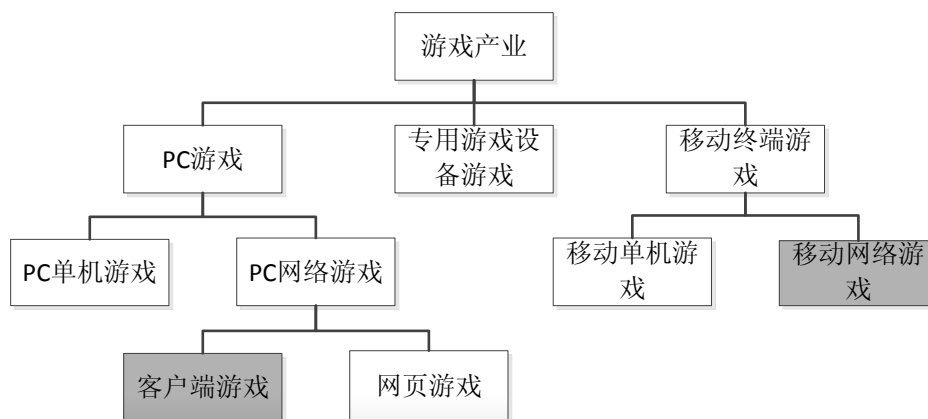 游戏产业
PC游戏
专用游戏设
备游戏
移动终端游
戏
PC单机游戏
PC网络游戏
移动单机游
戏
移动网络游
戏
客户端游戏
网页游戏